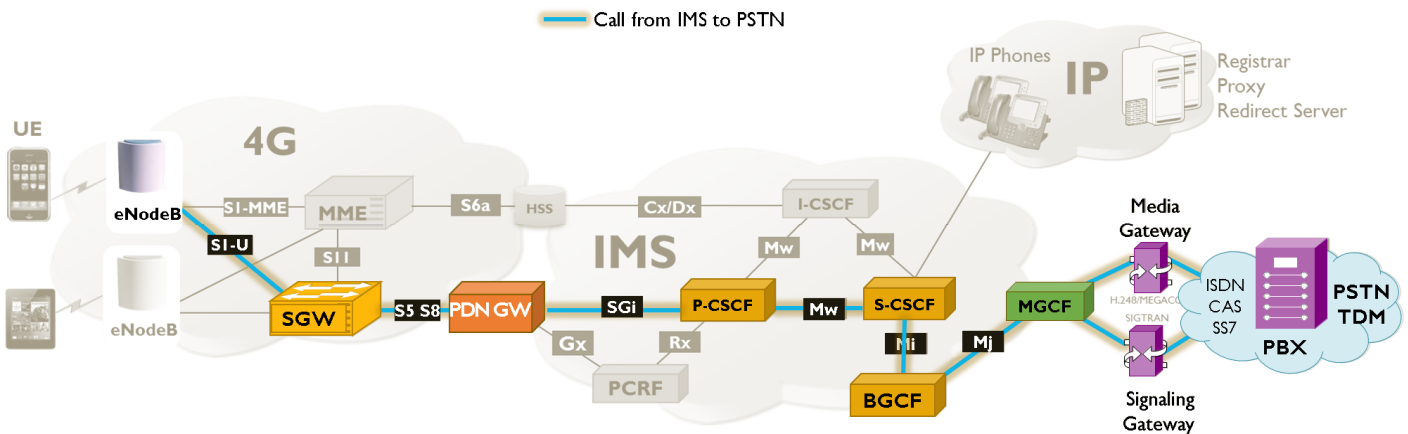 Call from IMS to PSTN
IP Phones
IP
Registrar
Proxy
Redirect Server
UE
4G
eNodeB
S1-MME
MME
S6a
HSS
Cx/Dx
I-CSCF
S1-U
S11
IMS
Mw
Mw
Media
Gateway
eNodeB
SGW
S5 S8
PDN GW
SGi
P-CSCF
Mw
S-CSCF
MGCF
H.248/MEGACO
SIGTRAN
ISDN
CAS
SS7
PBX
PSTN
TDM
Gx
Rx
Mi
Mj
PCRF
BGCF
Signaling
Gateway